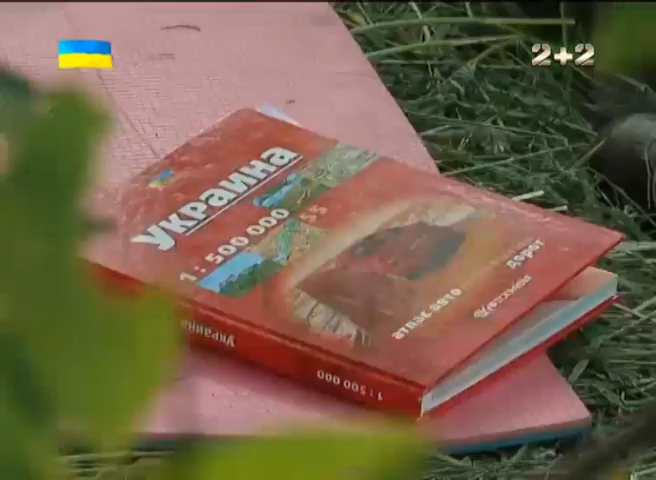 2+2
Украина
1: 500 000
атлас авто
дорог
Украина
1:500 000